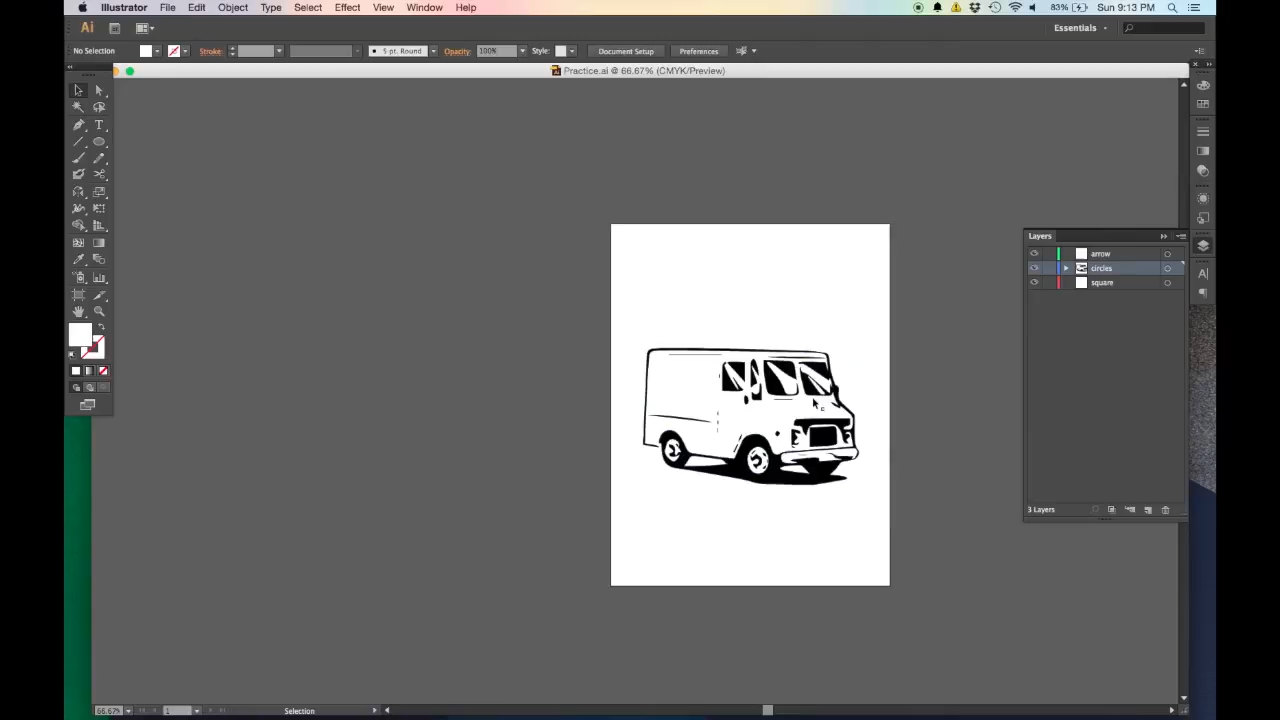 Illustrator File Edit Object Type Select Effect View Window Help 83% Sun 9:13 PM
Ai Essentials
No Selection Stroke: 5 pt. Round Opacity: 100% Style: Document Setup Preferences
Practice.ai @ 66.67% (CMYK/Preview)
T
Layers
arrow
circles
square
A
3 Layers
66.67% 1 Selection